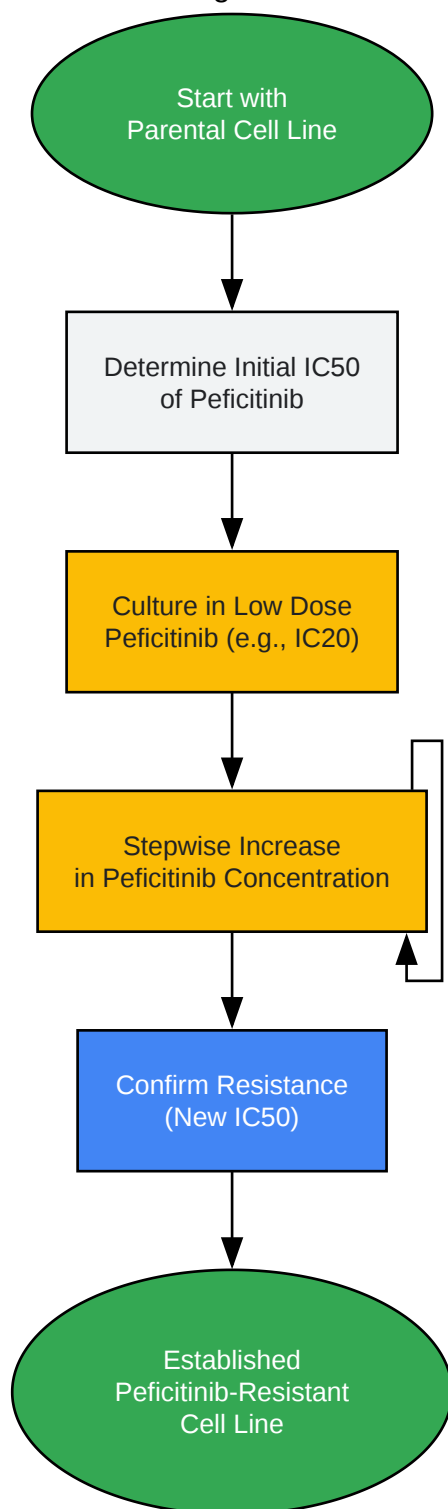 Start with
Parental Cell Line
Determine Initial IC50
of Peficitinib
Culture in Low Dose
Peficitinib (e.g., IC20)
Stepwise Increase
in Peficitinib Concentration
Confirm Resistance
(New IC50)
Established
Peficitinib-Resistant
Cell Line